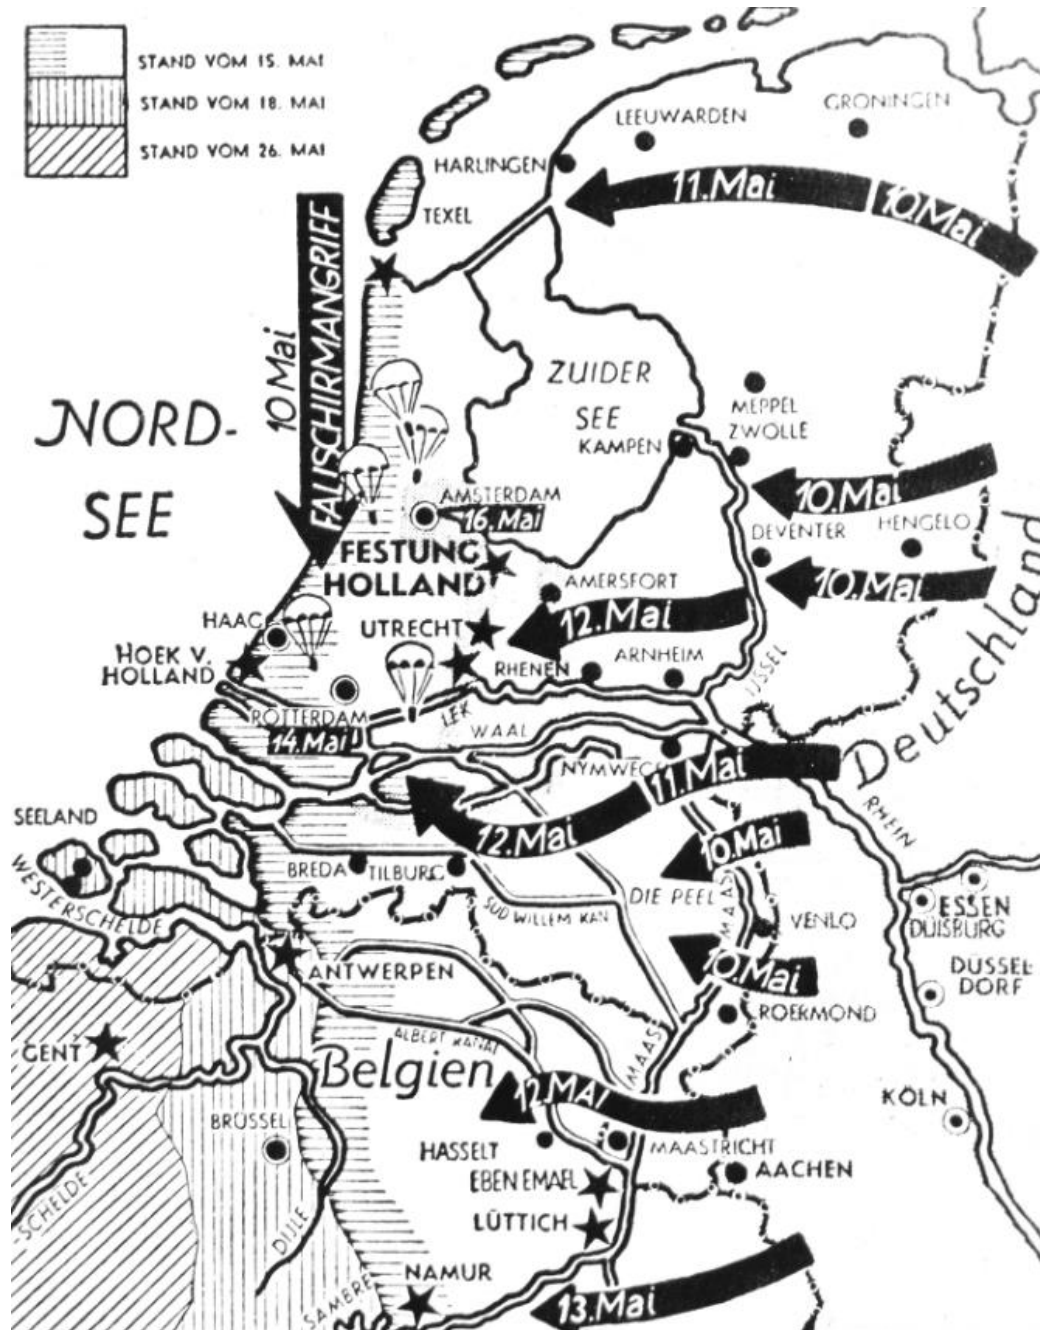 STAND VOM 15. MAI
STAND VOM 18. MAI
STAND VOM 26. MAI
GRONINGEN
LEEUWARDEN
HARLINGEN
11.Mai
10.Mai
TEXEL
10 Mai
FALLSCHIRMANGRIFF
NORD-
SEE
ZUIDER
SEE
MEPPEL
ZWOLLE
KAMPEN
10.Mai
AMSTERDAM
16.Mai
DEVENTER
HENGELO
FESTUNG
HOLLAND
AMERSFORT
10.Mai
12.Mai
Deutschland
HAAG
UTRECHT
HOEK V.
HOLLAND
RHENEN
ARNHEIM
IJSSEL
ROTTERDAM
14.Mai
LEK
WAAL
NYMWEGE
11.Mai
12.Mai
RHEIN
SEELAND
10.Mai
BREDA
TILBURG
WESTERSCHELDE
SÜD WILLEM KAN
DIE PEEL
MAAS
VENLO
ESSEN
DÜISBURG
ANTWERPEN
10.Mai
DÜSSEL-
DORF
ROERMOND
GENT
ALBERT KANAL
MAAS
Belgien
12.MAI
KÖLN
BRÜSSEL
HASSELT
MAASTRICHT
EBEN EMAEL
AACHEN
SCHELDE
LÜTTICH
DIJLE
NAMUR
SAMBRE
13.Mai